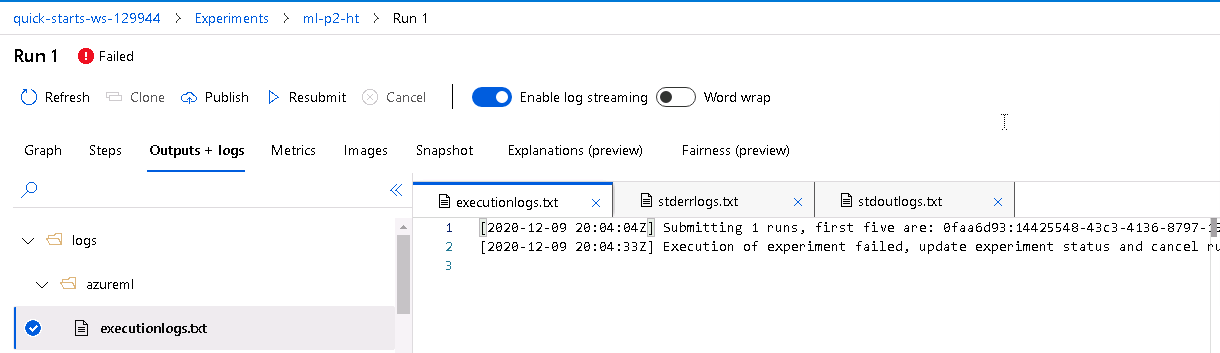 quick-starts-ws-129944 > Experiments > ml-p2-ht > Run 1
Run 1 Failed
Refresh Clone Publish Resubmit Cancel Enable log streaming Word wrap
Graph Steps Outputs + logs Metrics Images Snapshot Explanations (preview) Fairness (preview)
executionlogs.txt stderrlogs.txt stdoutlogs.txt
logs
azureml
executionlogs.txt
1 [2020-12-09 20:04:04Z] Submitting 1 runs, first five are: 0faa6d93:14425548-43c3-4136-8797-
2 [2020-12-09 20:04:33Z] Execution of experiment failed, update experiment status and cancel
3